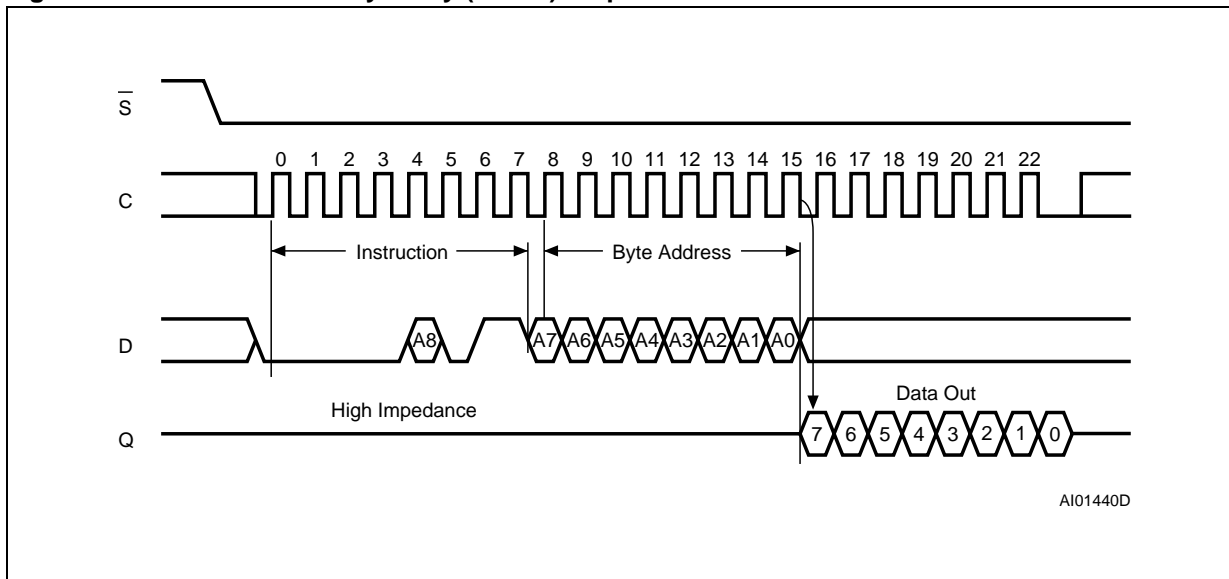 S
0 1 2 3 4 5 6 7 8 9 10 11 12 13 14 15 16 17 18 19 20 21 22
C
Instruction Byte Address
D A8 A7 A6 A5 A4 A3 A2 A1 A0
High Impedance Data Out
Q 7 6 5 4 3 2 1 0
AI01440D